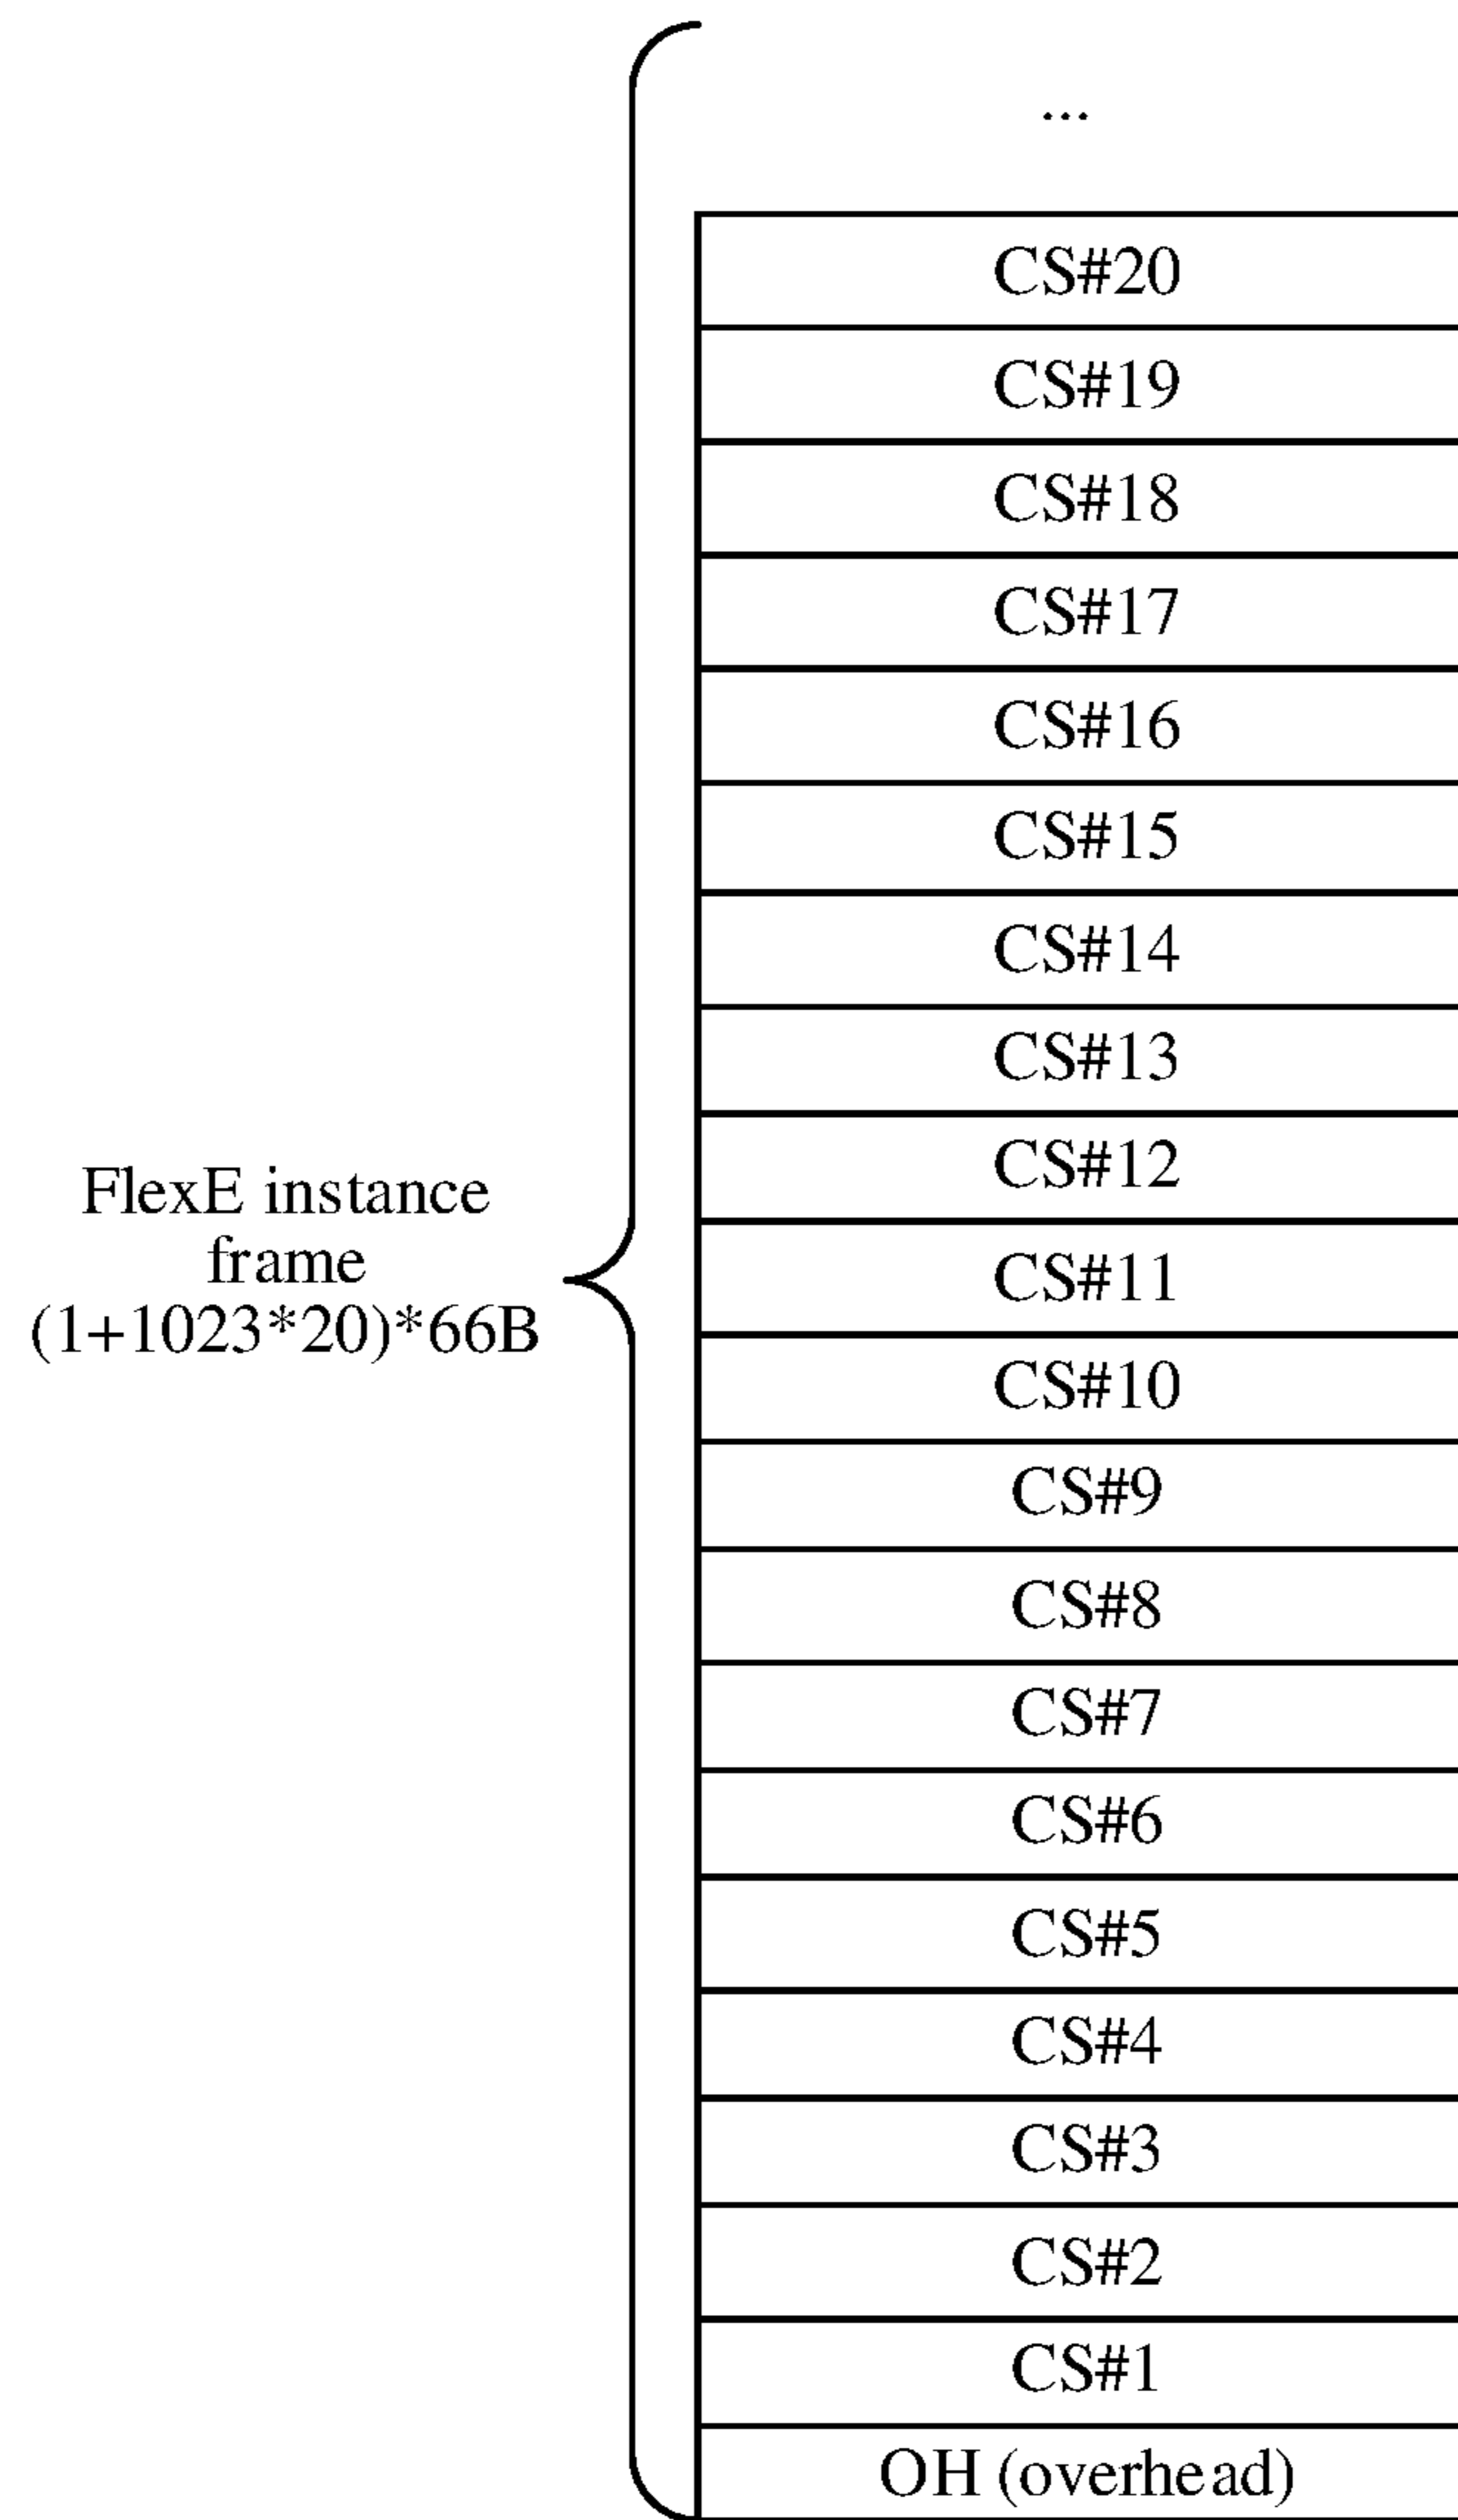 ...
CS#20
CS#19
CS#18
CS#17
CS#16
CS#15
CS#14
CS#13
CS#12
FlexE instance
frame
(1+1023*20)*66B
CS#11
CS#10
CS#9
CS#8
CS#7
CS#6
CS#5
CS#4
CS#3
CS#2
CS#1
OH (overhead)